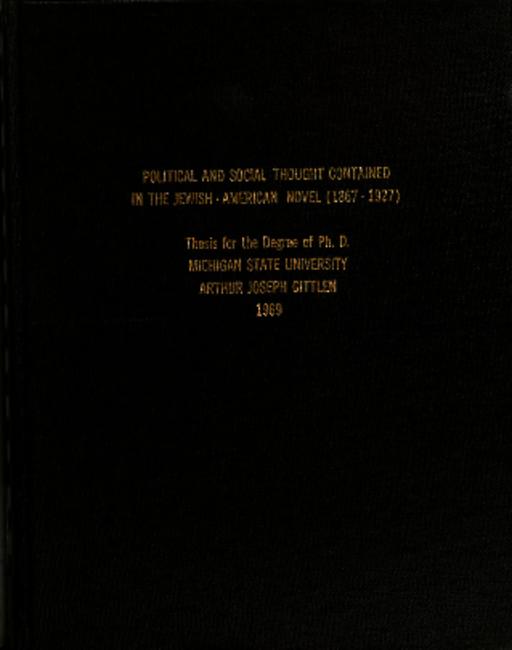 POLITICAL AND SOCIAL THOUGHT CONTAINED
IN THE JEWISH - AMERICAN NOVEL (1867 - 1927)
Thesis for the Degree of Ph. D.
MICHIGAN STATE UNIVERSITY
ARTHUR JOSEPH GITTLEN
1969